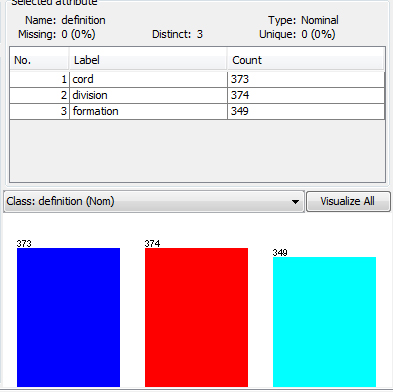 Selected attribute
Name: definition Type: Nominal
Missing: 0 (0%) Distinct: 3 Unique: 0 (0%)
No. Label Count
1 cord 373
2 division 374
3 formation 349
Class: definition (Nom) Visualize All
373 374 349